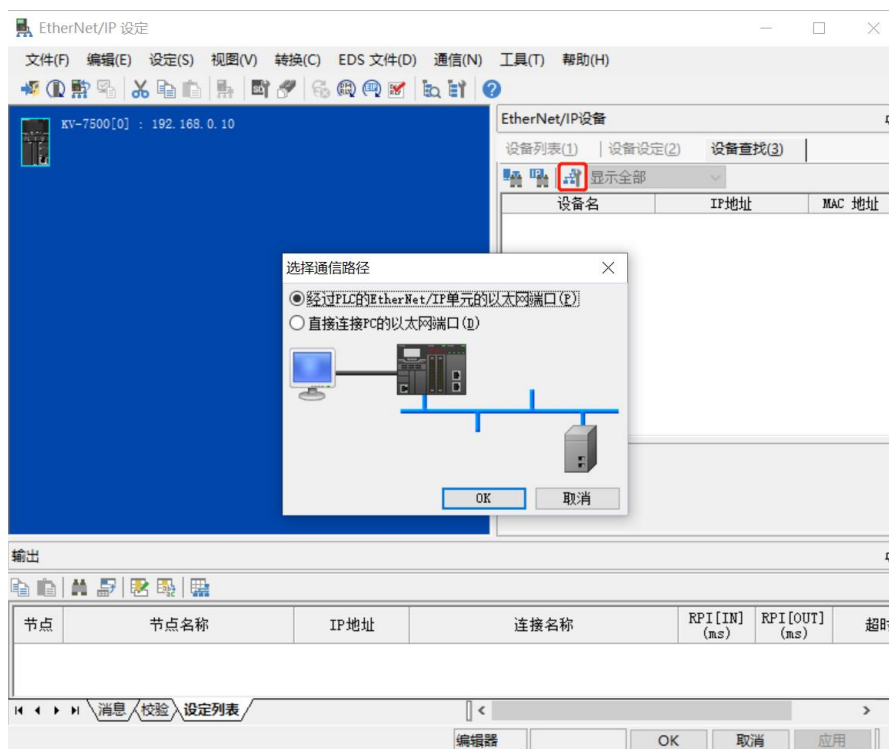 EtherNet/IP 设定
文件(F) 编辑(E) 设定(S) 视图(V) 转换(C) EDS 文件(D) 通信(N) 工具(T) 帮助(H)
KV-7500[0] : 192.168.0.10
EtherNet/IP设备
设备列表(1) 设备设定(2) 设备查找(3)
显示全部
设备名 IP地址 MAC 地址
选择通信路径
经过PLC的EtherNet/IP单元的以太网端口(P)
直接连接PC的以太网端口(D)
OK 取消
输出
节点 节点名称 IP地址 连接名称 RPI[IN] (ms) RPI[OUT] (ms) 超时
消息 校验 设定列表
编辑器 OK 取消 应用